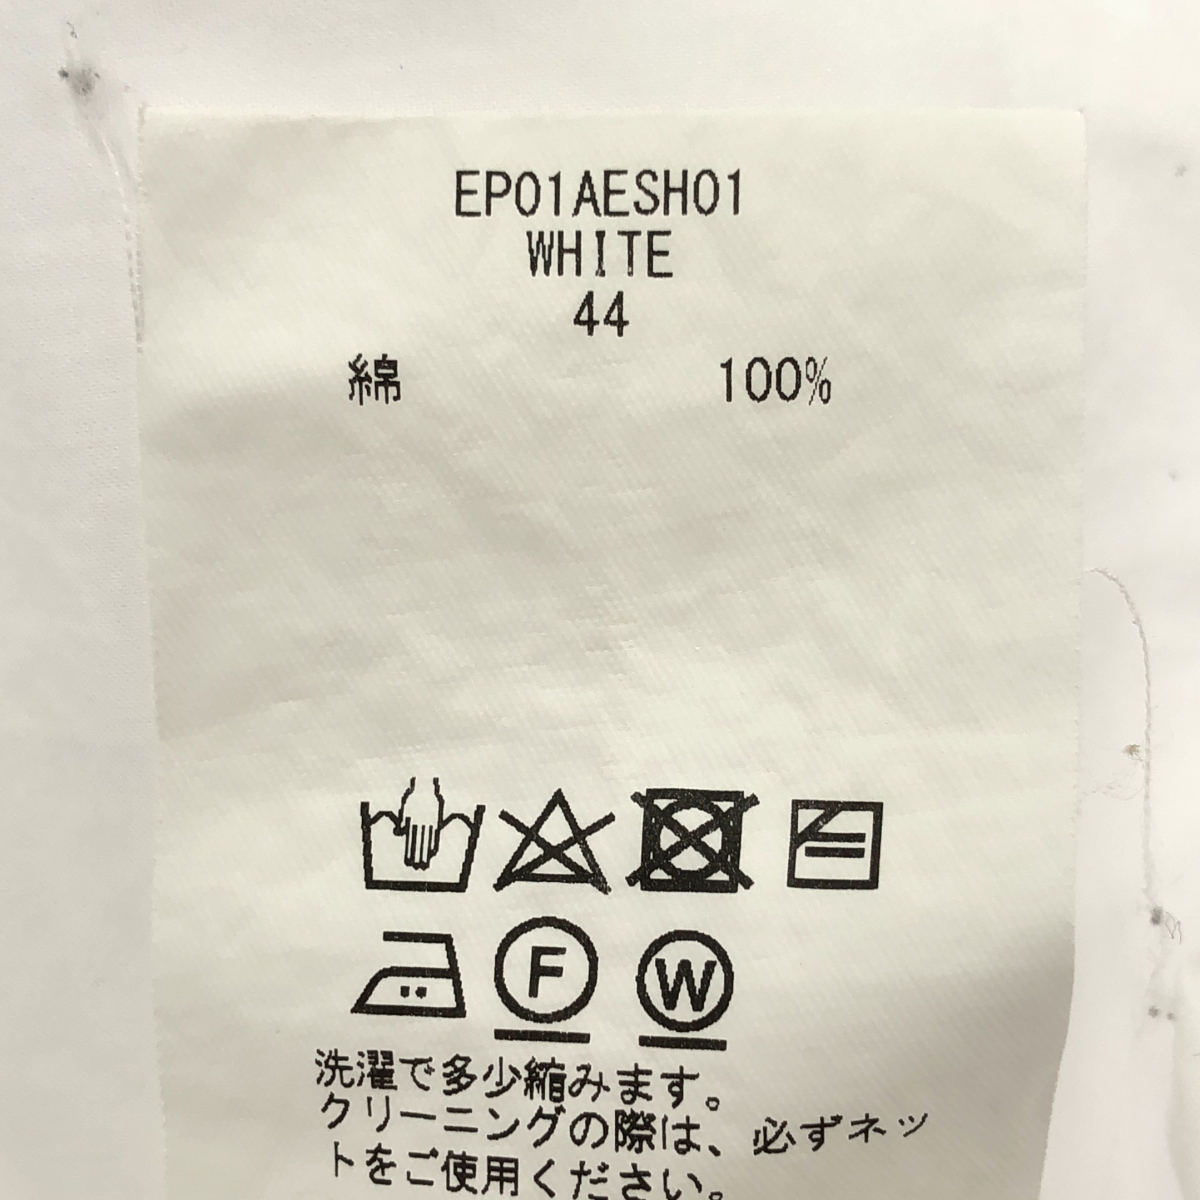 EP01AESH01
WHITE
44
綿 100%
F W
洗濯で多少縮みます。
クリーニングの際は、必ずネッ
トをご使用ください。